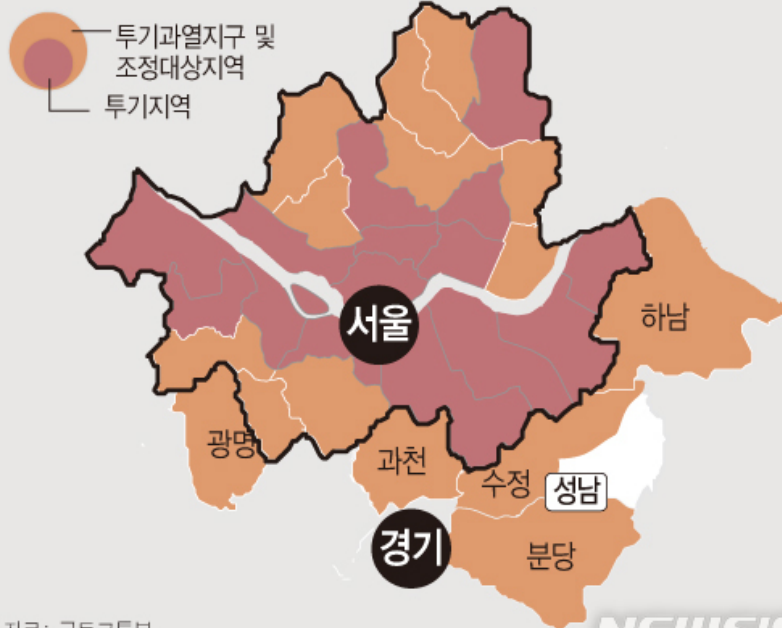 투기과열지구 및
조정대상지역
투기지역
서울
하남
광명
과천
수정
성남
경기
분당